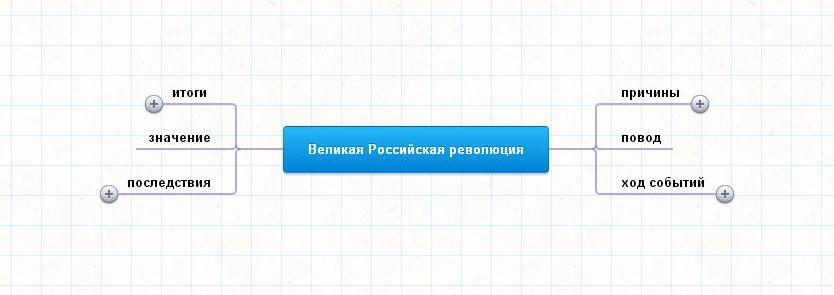 итоги
значение
последствия
Великая Российская революция
причины
повод
ход событий